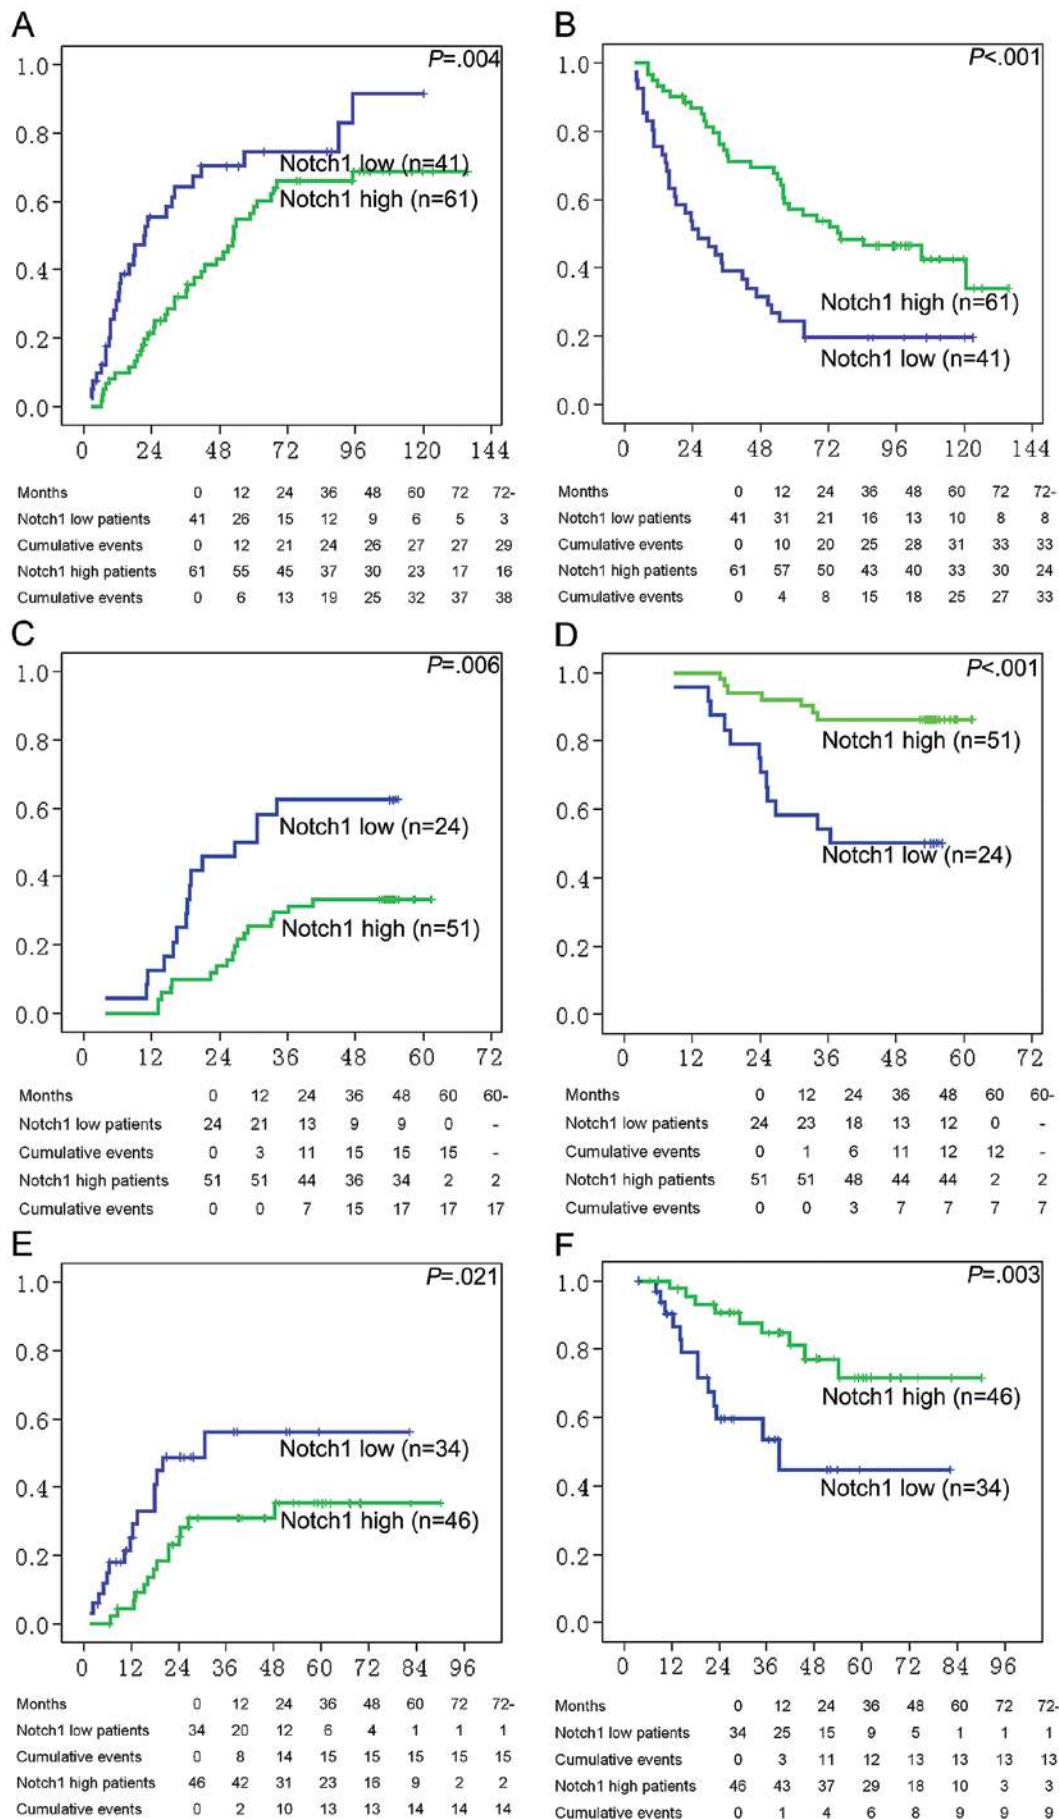 A
P=.004
1.0
0.8
0.6
0.4
0.2
0.0
Notch1 low (n=41)
Notch1 high (n=61)
0 24 48 72 96 120 144
Months 0 12 24 36 48 60 72 72-
Notch1 low patients 41 26 15 12 9 6 5 3
Cumulative events 0 12 21 24 26 27 27 29
Notch1 high patients 61 55 45 37 30 23 17 16
Cumulative events 0 6 13 19 25 32 37 38
B
P<.001
1.0
0.8
0.6
0.4
0.2
0.0
Notch1 high (n=61)
Notch1 low (n=41)
0 24 48 72 96 120 144
Months 0 12 24 36 48 60 72 72-
Notch1 low patients 41 31 21 16 13 10 8 8
Cumulative events 0 10 20 25 28 31 33 33
Notch1 high patients 61 57 50 43 40 33 30 24
Cumulative events 0 4 8 15 18 25 27 33
C
P=.006
1.0
0.8
0.6
0.4
0.2
0.0
Notch1 low (n=24)
Notch1 high (n=51)
0 12 24 36 48 60 72
Months 0 12 24 36 48 60 60-
Notch1 low patients 24 21 13 9 9 0 -
Cumulative events 0 3 11 15 15 15 -
Notch1 high patients 51 51 44 36 34 2 2
Cumulative events 0 0 7 15 17 17 17
D
P<.001
1.0
0.8
0.6
0.4
0.2
0.0
Notch1 high (n=51)
Notch1 low (n=24)
0 12 24 36 48 60 72
Months 0 12 24 36 48 60 60-
Notch1 low patients 24 23 18 13 12 0 -
Cumulative events 0 1 6 11 12 12 -
Notch1 high patients 51 51 48 44 44 2 2
Cumulative events 0 0 3 7 7 7 7
E
P=.021
1.0
0.8
0.6
0.4
0.2
0.0
Notch1 low (n=34)
Notch1 high (n=46)
0 12 24 36 48 60 72 84 96
Months 0 12 24 36 48 60 72 72-
Notch1 low patients 34 20 12 6 4 1 1 1
Cumulative events 0 8 14 15 15 15 15 15
Notch1 high patients 46 42 31 23 16 9 2 2
Cumulative events 0 2 10 13 13 14 14 14
F
P=.003
1.0
0.8
0.6
0.4
0.2
0.0
Notch1 high (n=46)
Notch1 low (n=34)
0 12 24 36 48 60 72 84 96
Months 0 12 24 36 48 60 72 72-
Notch1 low patients 34 25 15 9 5 1 1 1
Cumulative events 0 3 11 12 13 13 13 13
Notch1 high patients 46 43 37 29 18 10 3 3
Cumulative events 0 1 4 6 8 9 9 9